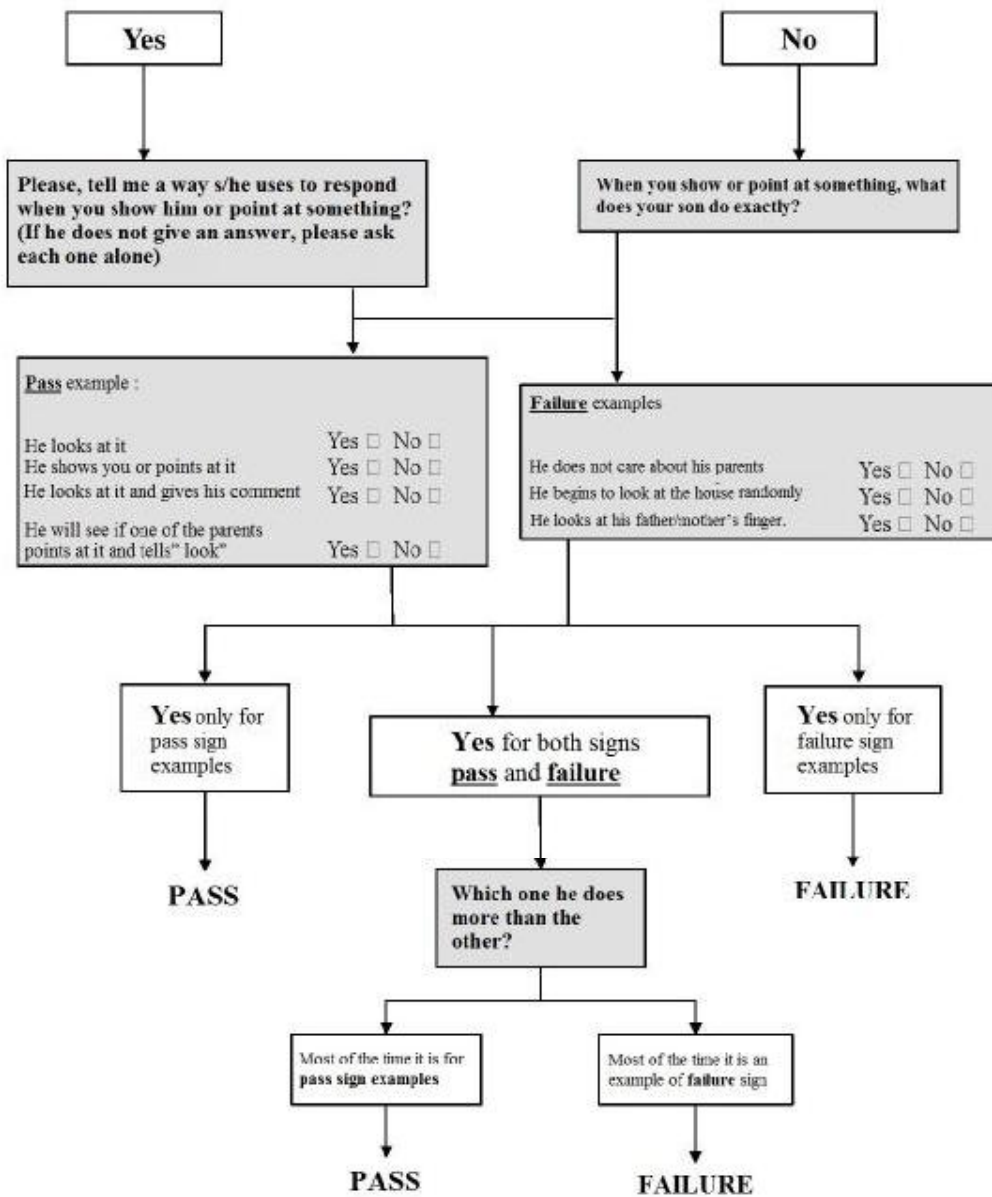 Yes
No
Please, tell me a way s/he uses to respond
when you show him or point at something?
(If he does not give an answer, please ask
each one alone)
When you show or point at something, what
does your son do exactly?
Pass example :
He looks at it Yes □ No □
He shows you or points at it Yes □ No □
He looks at it and gives his comment Yes □ No □
He will see if one of the parents
points at it and tells" look" Yes □ No □
Failure examples
He does not care about his parents Yes □ No □
He begins to look at the house randomly Yes □ No □
He looks at his father/mother's finger. Yes □ No □
Yes only for
pass sign
examples
Yes for both signs
pass and failure
Yes only for
failure sign
examples
PASS
FAILURE
Which one he does
more than the
other?
Most of the time it is for
pass sign examples
Most of the time it is an
example of failure sign
PASS
FAILURE